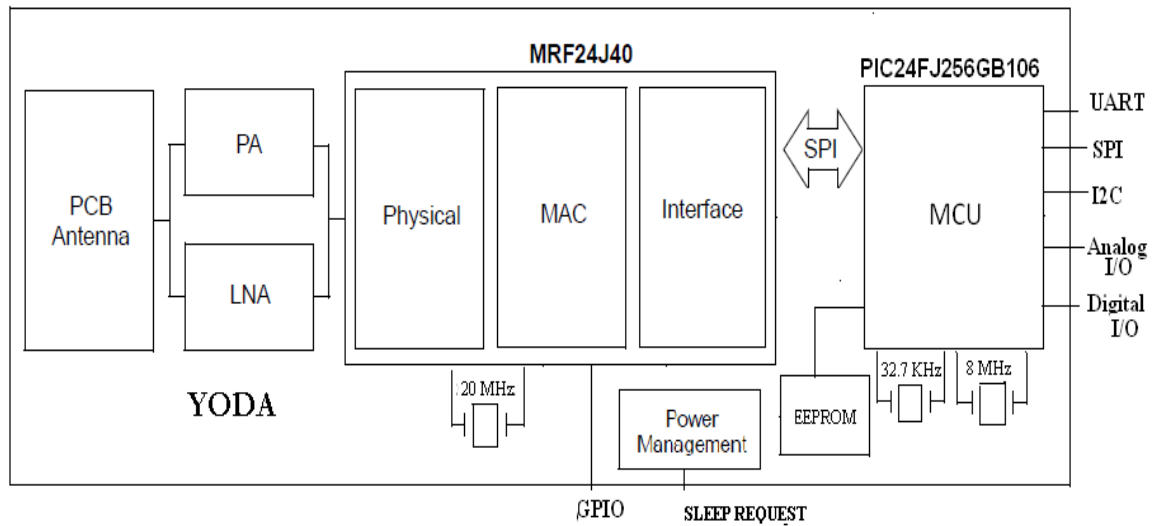 MRF24J40
PIC24FJ256GB106
PCB
Antenna
PA
LNA
Physical
MAC
Interface
SPI
MCU
UART
SPI
I2C
Analog
I/O
Digital
I/O
YODA
20 MHz
Power
Management
EEPROM
32.7 KHz
8 MHz
GPIO
SLEEP REQUEST